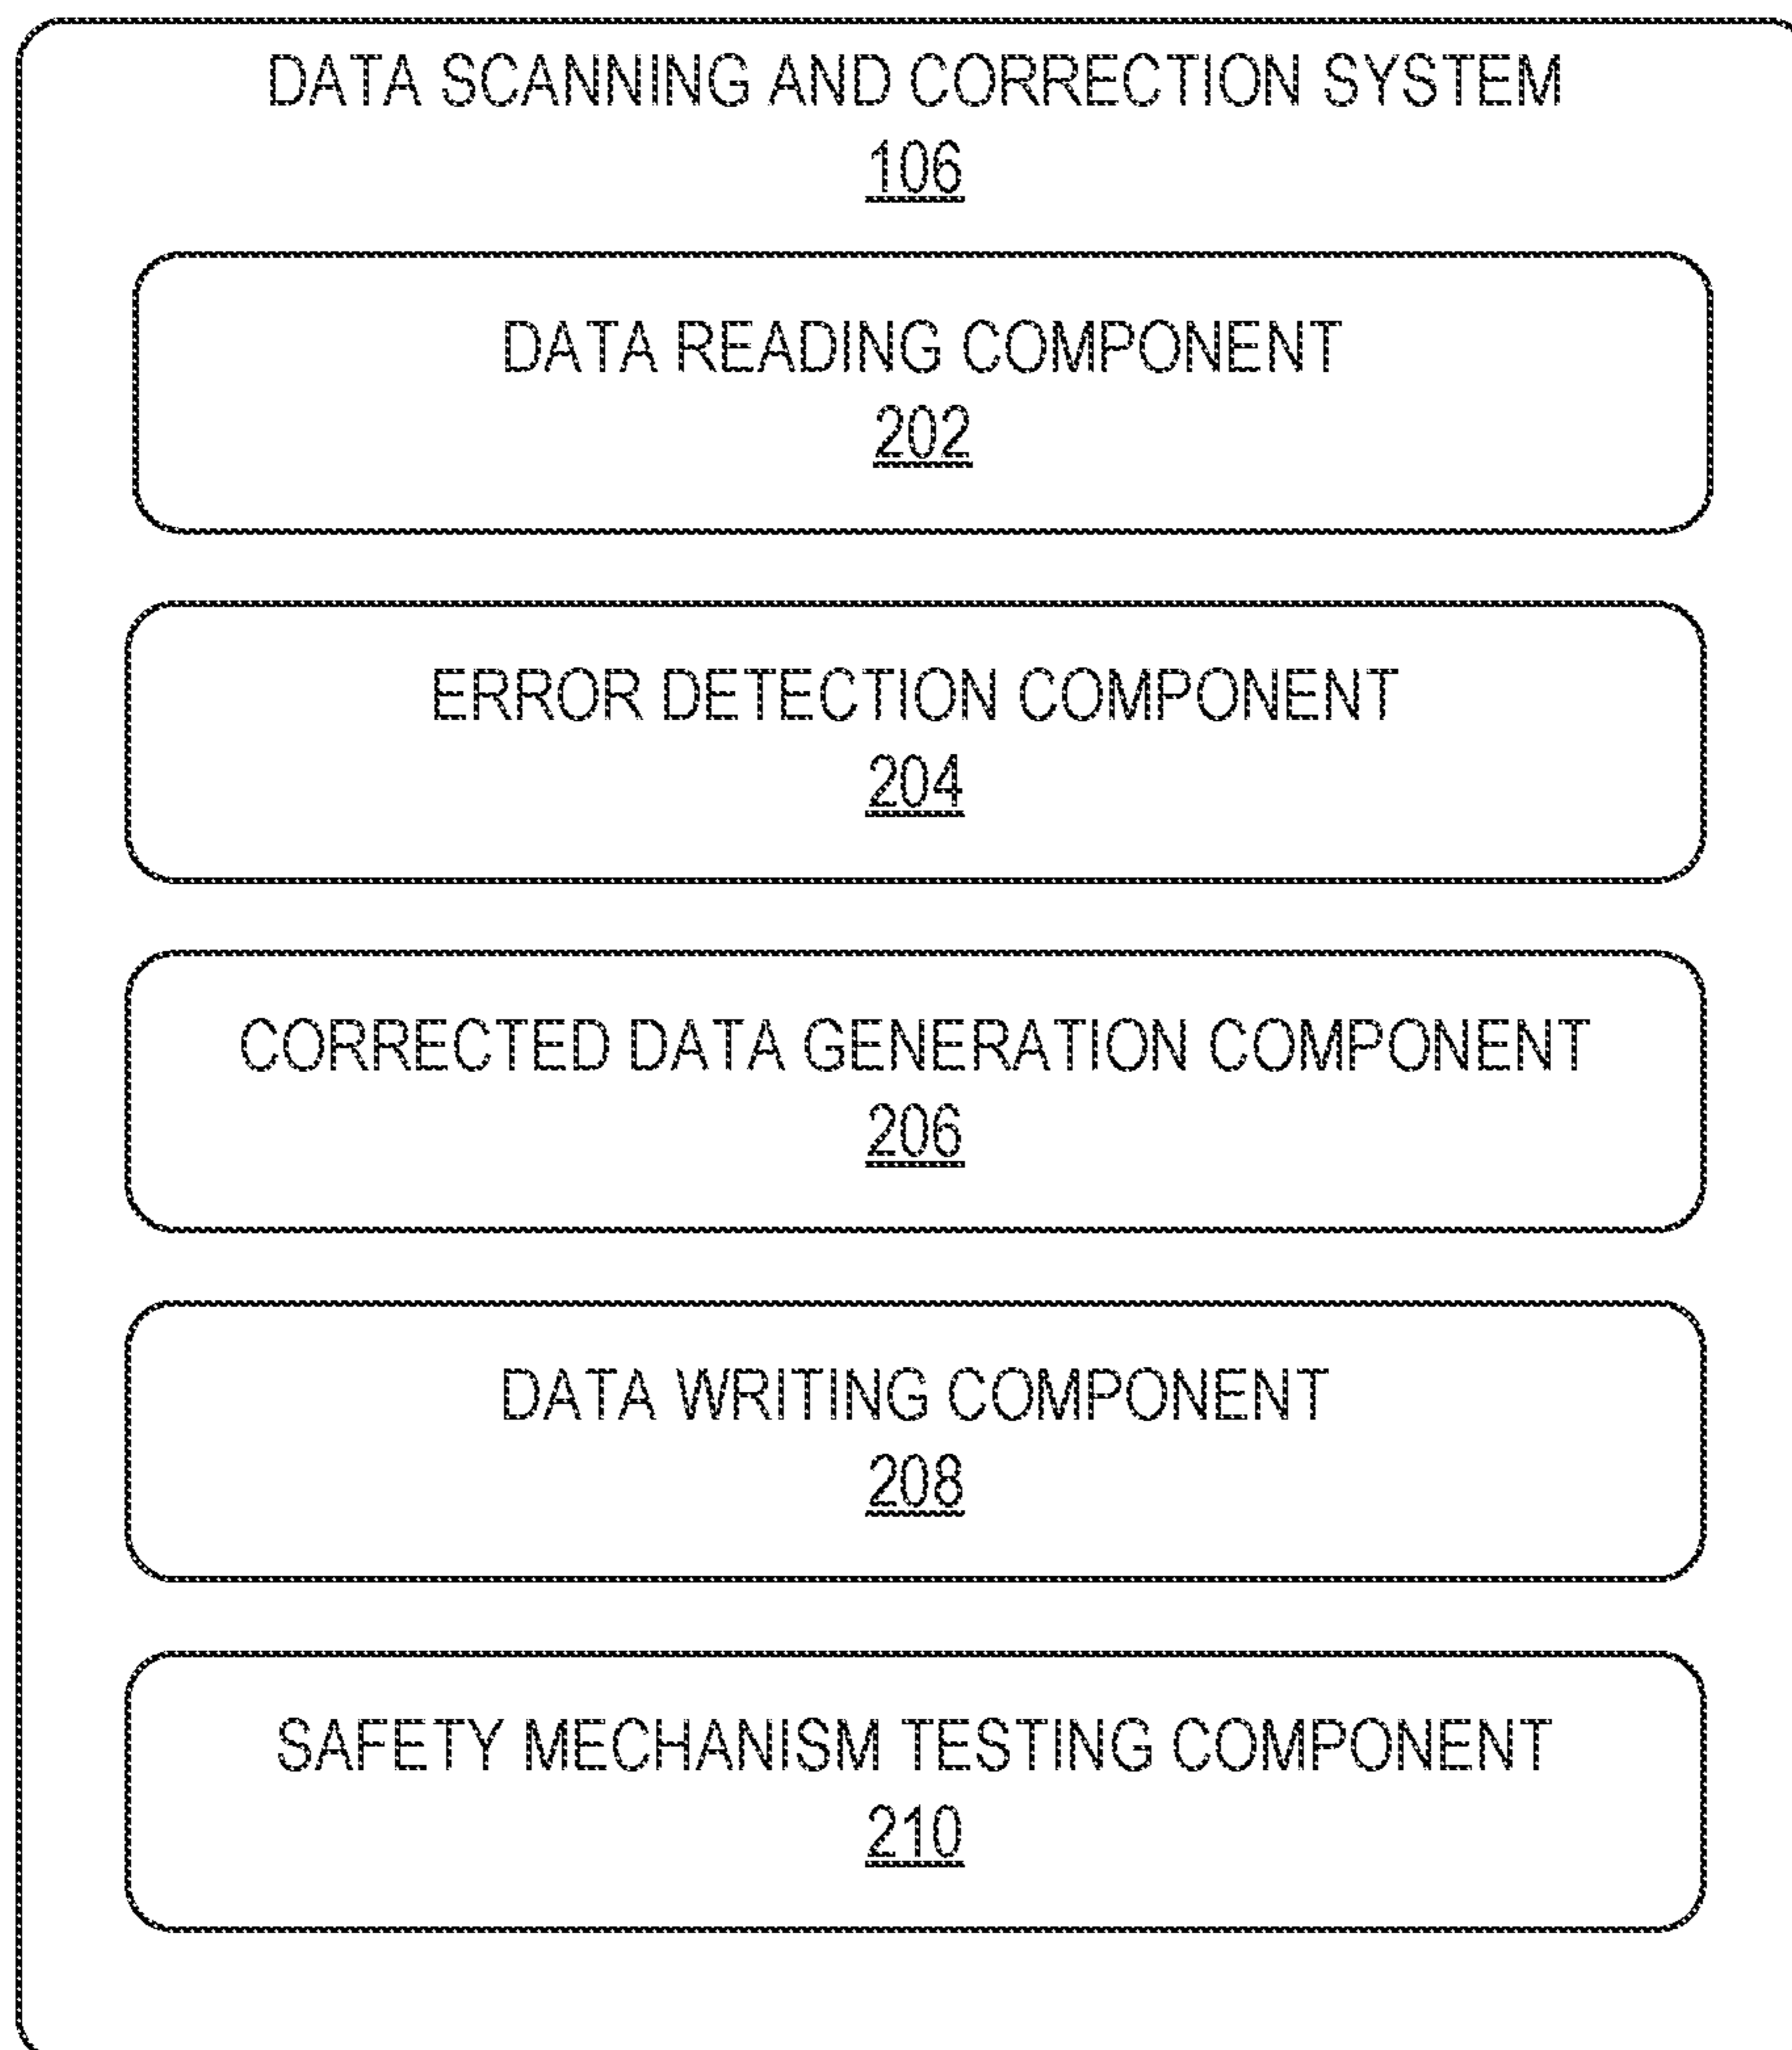 DATA SCANNING AND CORRECTION SYSTEM
106
DATA READING COMPONENT
202
ERROR DETECTION COMPONENT
204
CORRECTED DATA GENERATION COMPONENT
206
DATA WRITING COMPONENT
208
SAFETY MECHANISM TESTING COMPONENT
210